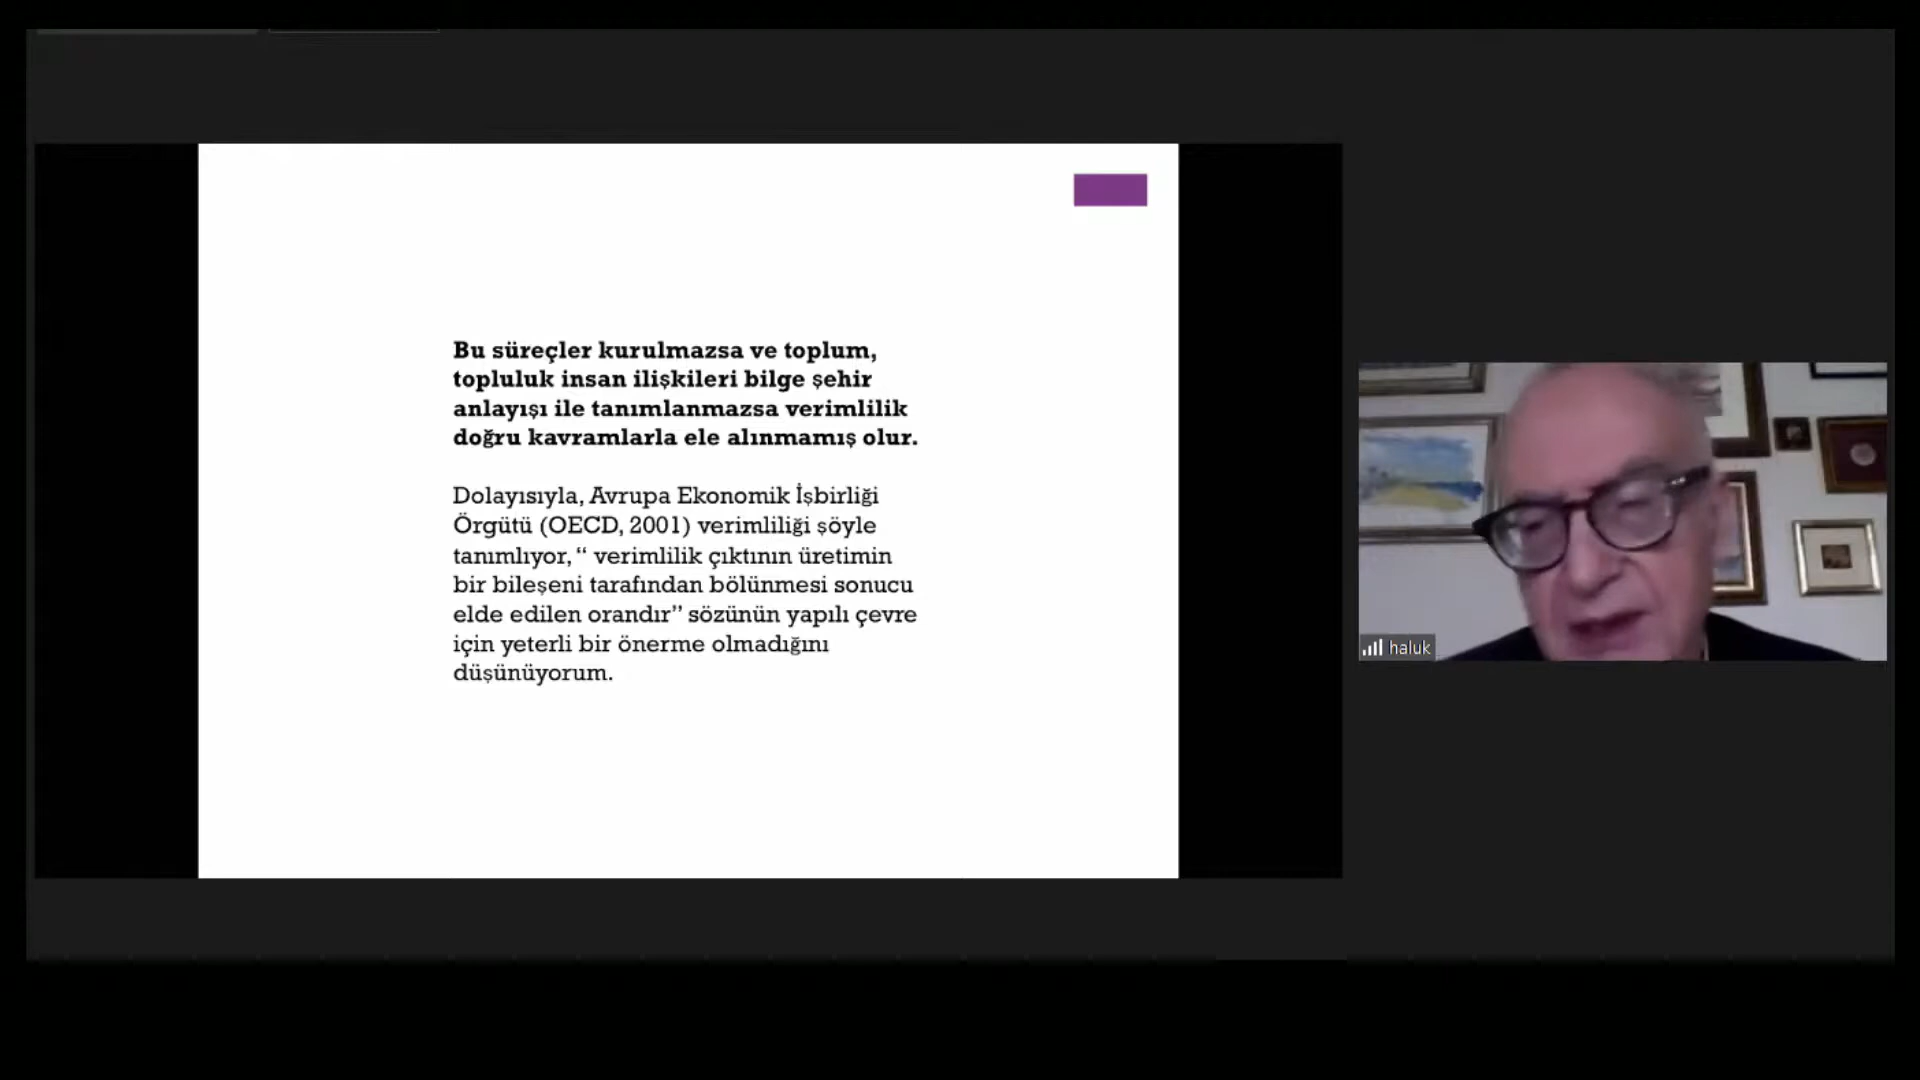 Bu süreçler kurulmazsa ve toplum,
topluluk insan ilişkileri bilge şehir
anlayışı ile tanımlanmazsa verimlilik
doğru kavramlarla ele alınmamış olur.
Dolayısıyla, Avrupa Ekonomik İşbirliği
Örgütü (OECD, 2001) verimliliği şöyle
tanımlıyor, “ verimlilik çıktının üretimin
bir bileşeni tarafından bölünmesi sonucu
elde edilen orandır” sözünün yapılı çevre
için yeterli bir önerme olmadığını
düşünüyorum.
haluk